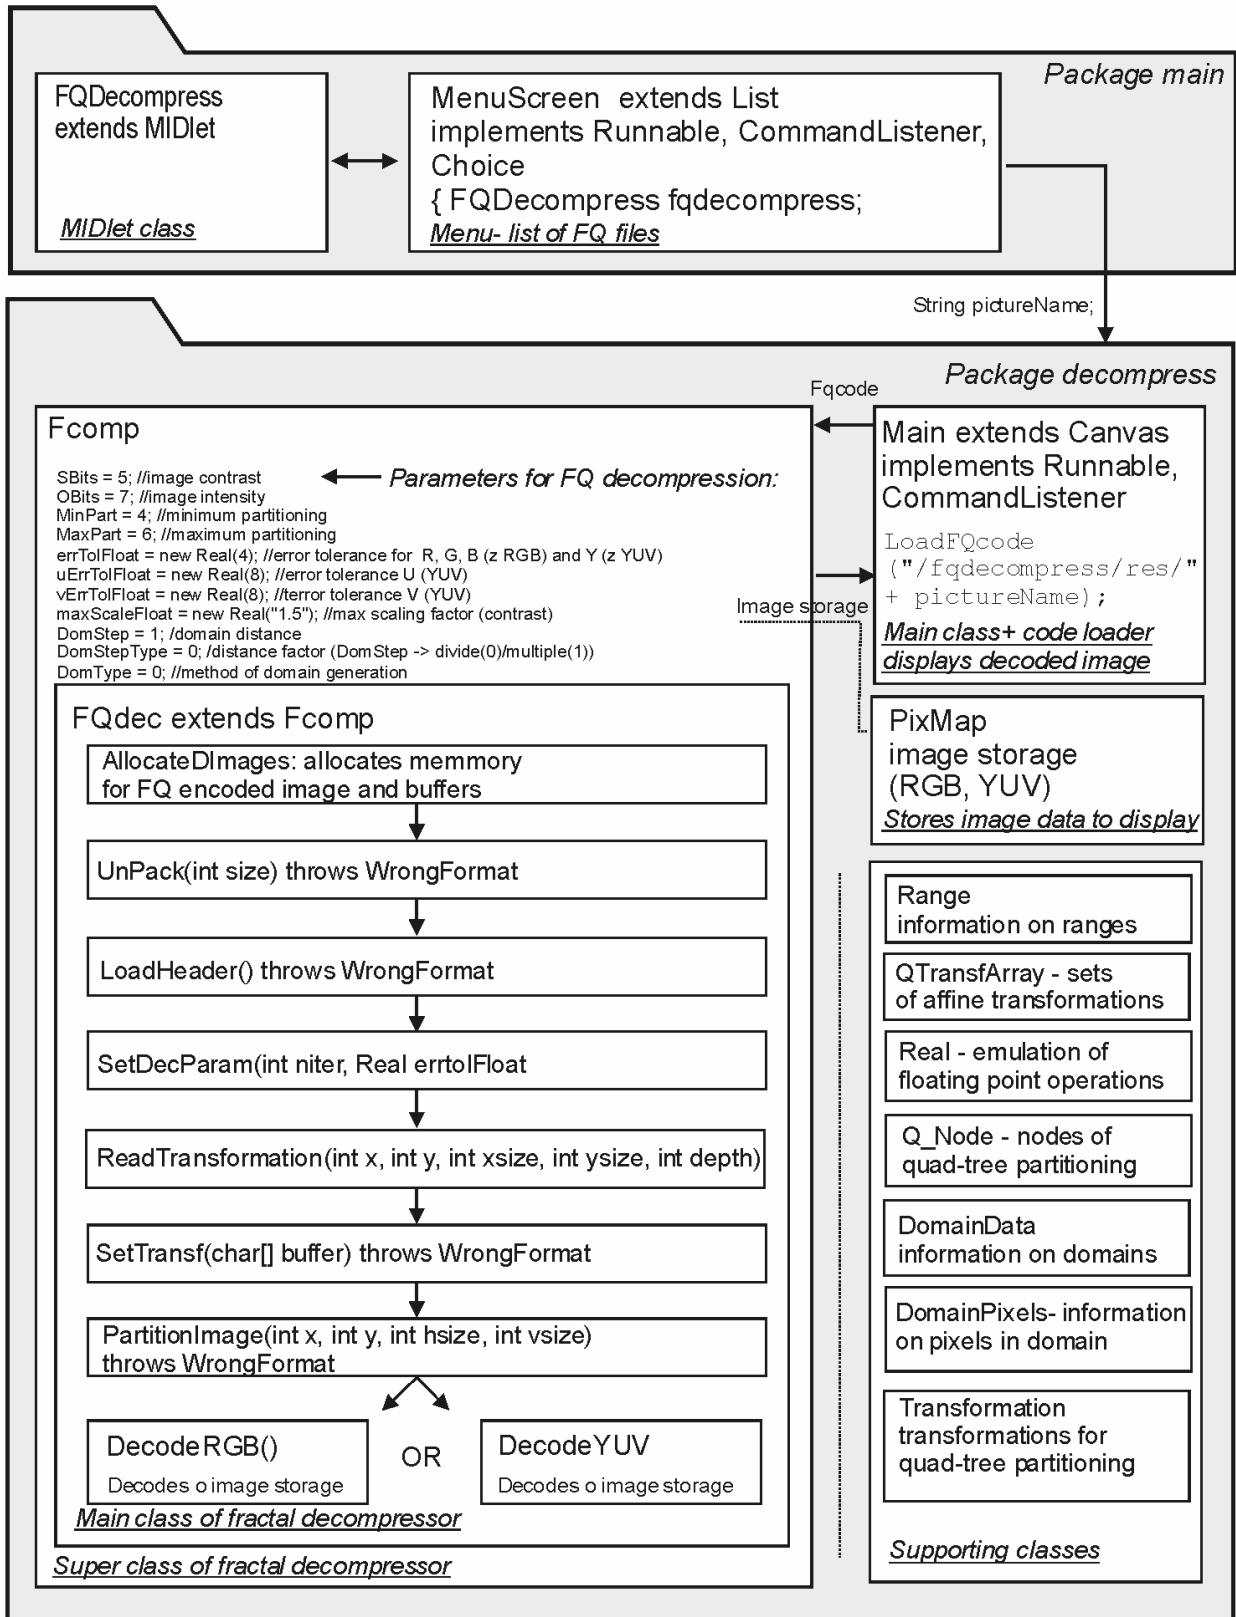 Package main
FQDecompress
extends MIDlet
MIDlet class
MenuScreen extends List
implements Runnable, CommandListener,
Choice
{ FQDecompress fqdecompress;
Menu- list of FQ files
String pictureName;
Package decompress
Fqcode
Fcomp
Parameters for FQ decompression:
SBits = 5; //image contrast
OBits = 7; //image intensity
MinPart = 4; //minimum partitioning
MaxPart = 6; //maximum partitioning
errTolFloat = new Real(4); //error tolerance for R, G, B (z RGB) and Y (z YUV)
uErrTolFloat = new Real(8); //error tolerance U (YUV)
vErrTolFloat = new Real(8); //terror tolerance V (YUV)
maxScaleFloat = new Real("1.5"); //max scaling factor (contrast)
DomStep = 1; /domain distance
DomStepType = 0; /distance factor (DomStep -> divide(0)/multiple(1))
DomType = 0; //method of domain generation
Main extends Canvas
implements Runnable,
CommandListener
LoadFQcode
("/fqdecompress/res/"
+ pictureName);
Main class+ code loader
displays decoded image
Image storage
PixMap
image storage
(RGB, YUV)
Stores image data to display
FQdec extends Fcomp
AllocateDImages: allocates memmory
for FQ encoded image and buffers
UnPack(int size) throws WrongFormat
LoadHeader() throws WrongFormat
SetDecParam(int niter, Real errtolFloat
ReadTransformation(int x, int y, int xsize, int ysize, int depth)
SetTransf(char[] buffer) throws WrongFormat
PartitionImage(int x, int y, int hsize, int vsize)
throws WrongFormat
DecodeRGB()
Decodes o image storage
OR
DecodeYUV
Decodes o image storage
Main class of fractal decompressor
Super class of fractal decompressor
Range
information on ranges
QTransfArray - sets
of affine transformations
Real - emulation of
floating point operations
Q_Node - nodes of
quad-tree partitioning
DomainData
information on domains
DomainPixels- information
on pixels in domain
Transformation
transformations for
quad-tree partitioning
Supporting classes